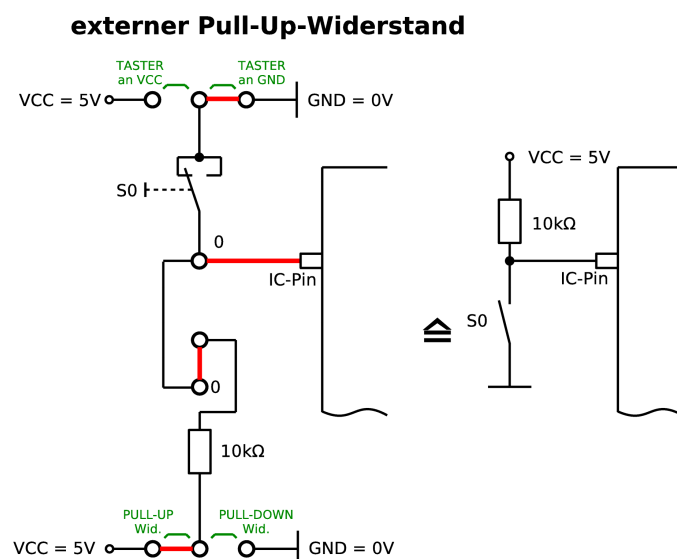 externer Pull-Up-Widerstand
TASTER
an VCC
TASTER
an GND
VCC = 5V
GND = 0V
S0
0
IC-Pin
0
10kΩ
PULL-UP
Wid.
PULL-DOWN
Wid.
VCC = 5V
GND = 0V
≙
VCC = 5V
10kΩ
IC-Pin
S0